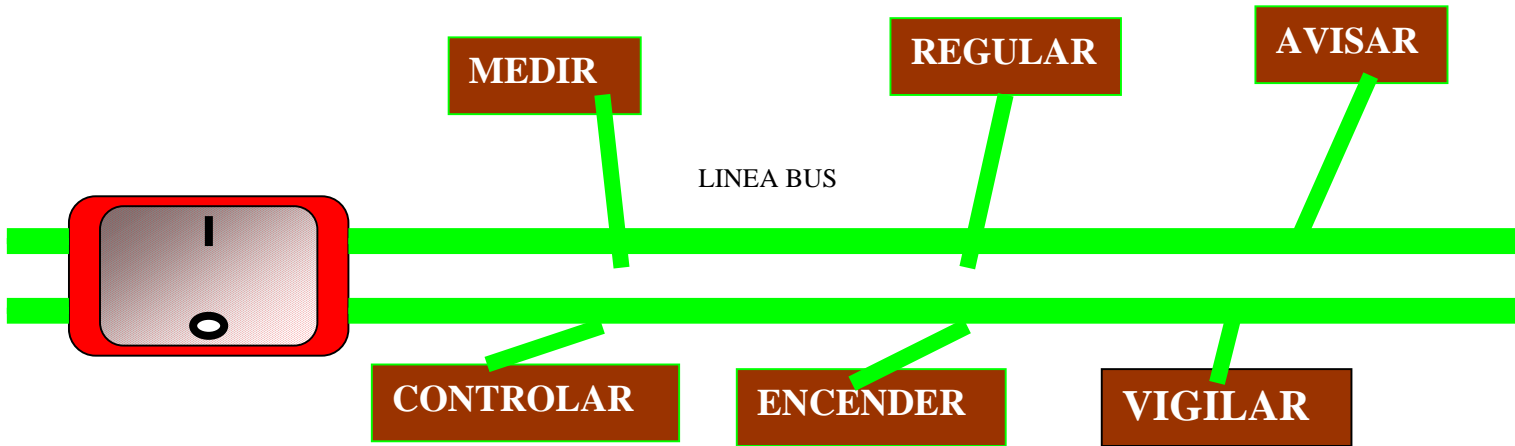 MEDIR
REGULAR
AVISAR
LINEA BUS
CONTROLAR
ENCENDER
VIGILAR